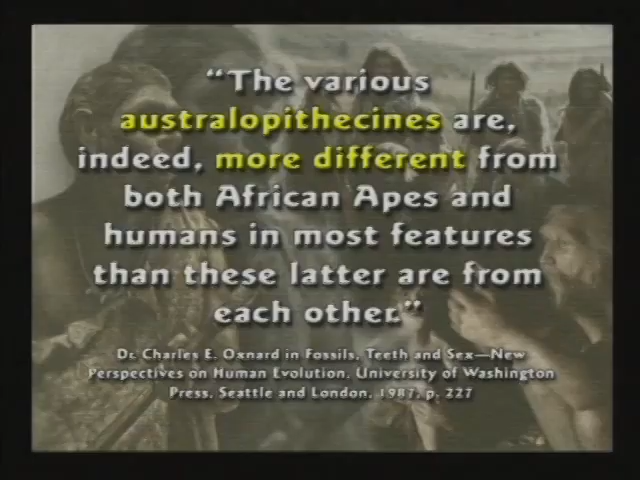 “The various
australopithecines are,
indeed, more different from
both African Apes and
humans in most features
than these latter are from
each other.”
Dr. Charles E. Oxnard in Fossils, Teeth and Sex—New
Perspectives on Human Evolution, University of Washington
Press, Seattle and London, 1987, p. 227